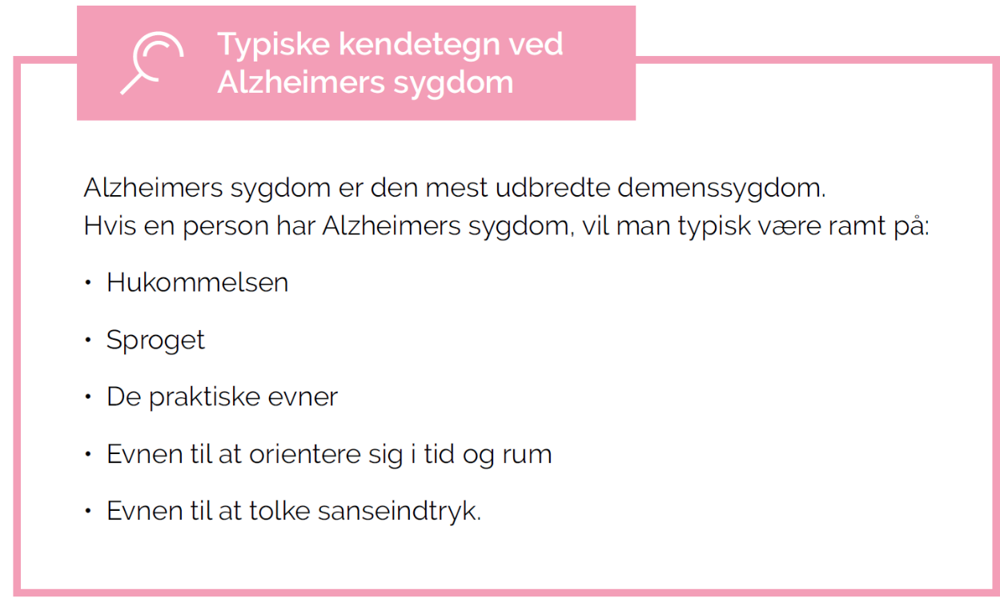 Typiske kendetegn ved
Alzheimers sygdom
Alzheimers sygdom er den mest udbredte demenssygdom.
Hvis en person har Alzheimers sygdom, vil man typisk være ramt på:
• Hukommelsen
• Sproget
• De praktiske evner
• Evnen til at orientere sig i tid og rum
• Evnen til at tolke sanseindtryk.